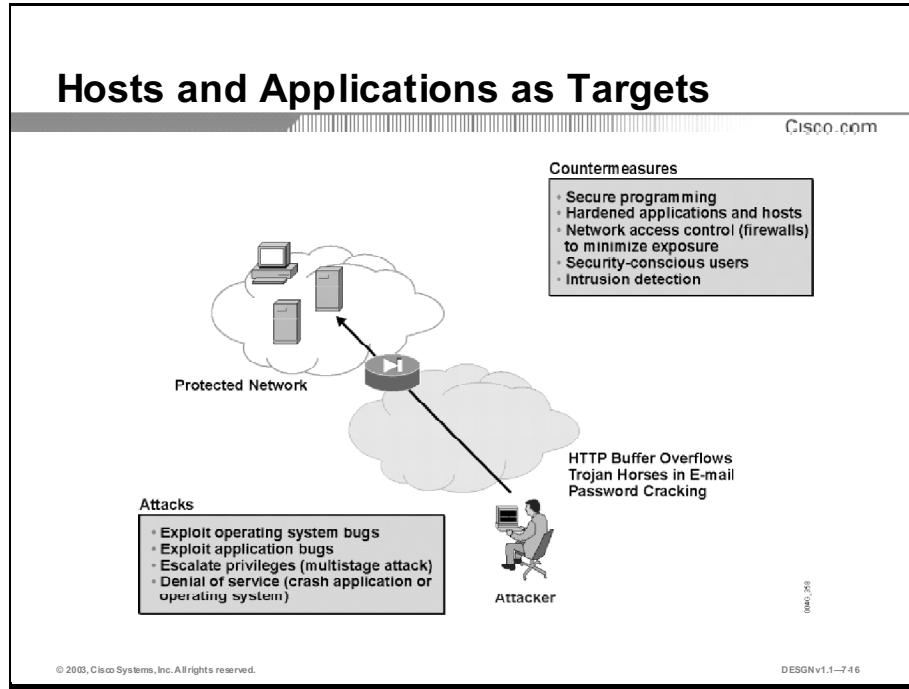 Hosts and Applications as Targets
Cisco.com
Countermeasures
• Secure programming
• Hardened applications and hosts
• Network access control (firewalls)
to minimize exposure
• Security-conscious users
• Intrusion detection
Protected Network
HTTP Buffer Overflows
Trojan Horses in E-mail
Password Cracking
Attacks
• Exploit operating system bugs
• Exploit application bugs
• Escalate privileges (multistage attack)
• Denial of service (crash application or
operating system)
Attacker
004G_358
© 2003, Cisco Systems, Inc. All rights reserved.
DESGN v1.1—7-16